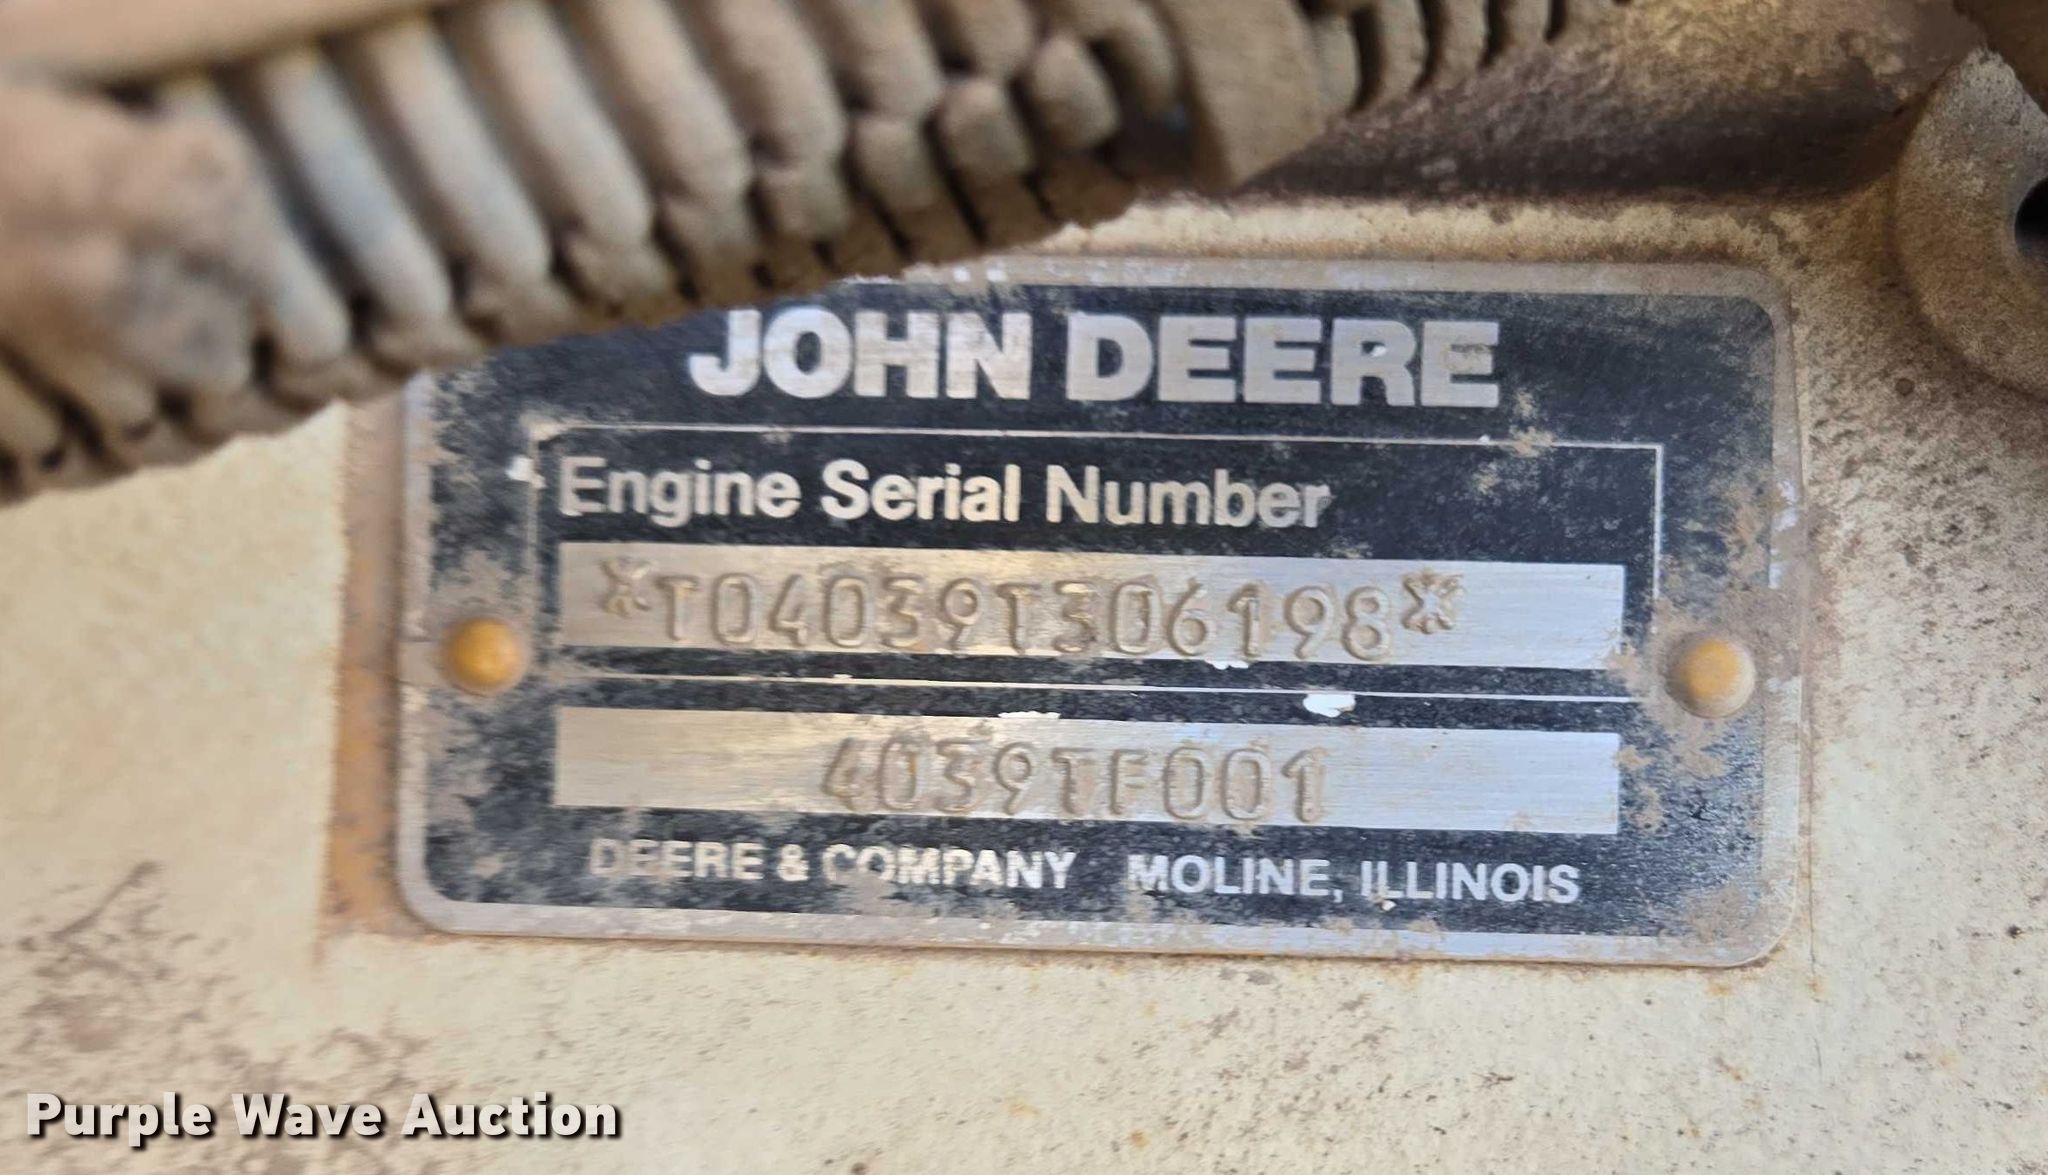 JOHN DEERE
Engine Serial Number
*T04039T306198*
4039TF001
DEERE & COMPANY MOLINE, ILLINOIS
Purple Wave Auction